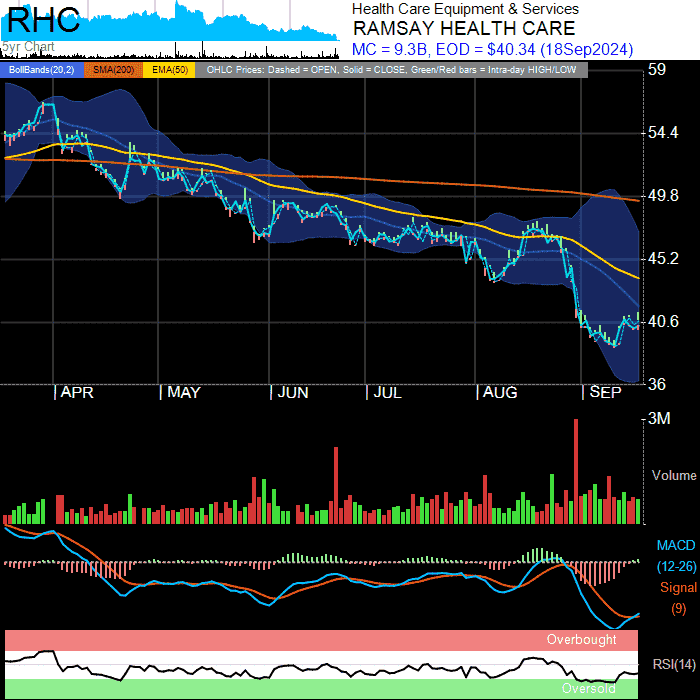 RHC
5yr Chart
Health Care Equipment & Services
RAMSAY HEALTH CARE
MC = 9.3B, EOD = $40.34 (18Sep2024)
BollBands(20,2) SMA(200) EMA(50) OHLC Prices: Dashed = OPEN, Solid = CLOSE, Green/Red bars = Intra-day HIGH/LOW
59
54.4
49.8
45.2
40.6
36
APR MAY JUN JUL AUG SEP
3M
Volume
MACD
(12-26)
Signal
(9)
Overbought
RSI(14)
Oversold